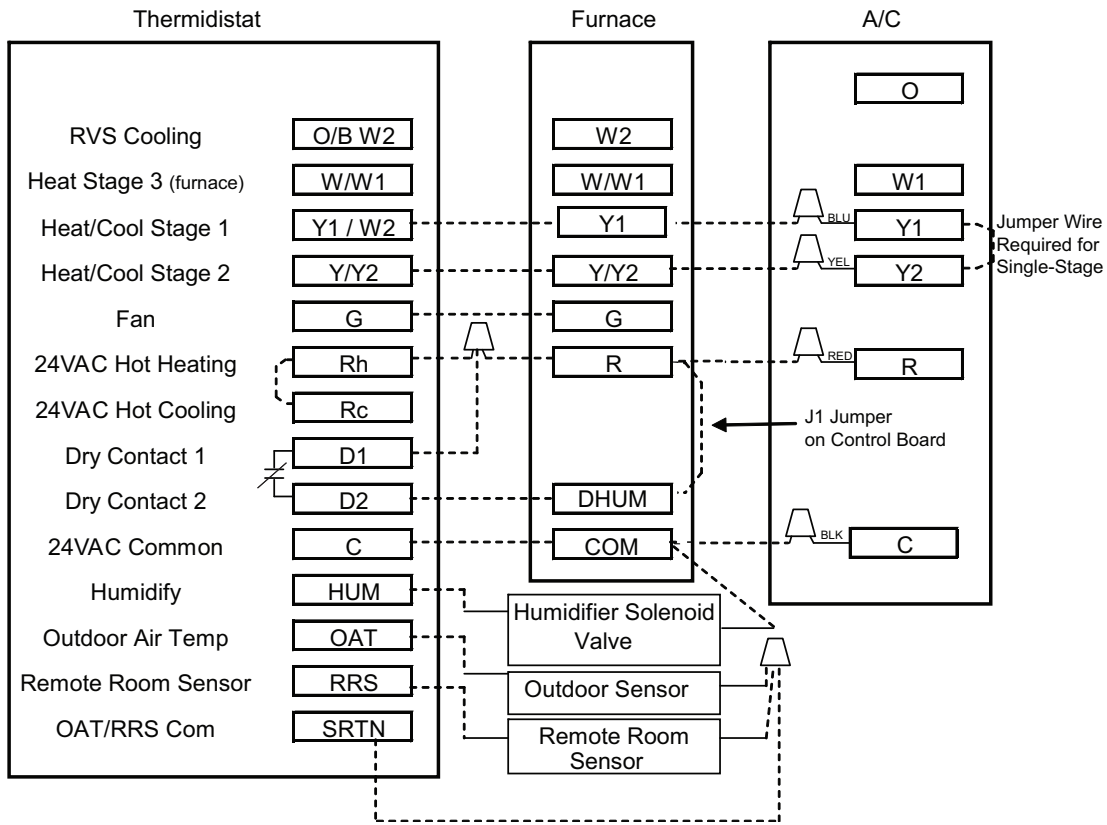 Thermidistat Furnace A/C
O
RVS Cooling O/B W2 W2
Heat Stage 3 (furnace) W/W1 W/W1 W1
Heat/Cool Stage 1 Y1 / W2 Y1 BLU Y1 Jumper Wire
Required for
Heat/Cool Stage 2 Y/Y2 Y/Y2 YEL Y2 Single-Stage
Fan G G
24VAC Hot Heating Rh R RED R
24VAC Hot Cooling Rc J1 Jumper
on Control Board
Dry Contact 1 D1
Dry Contact 2 D2 DHUM
24VAC Common C COM BLK C
Humidify HUM Humidifier Solenoid
Valve
Outdoor Air Temp OAT
Outdoor Sensor
Remote Room Sensor RRS
OAT/RRS Com SRTN Remote Room
Sensor